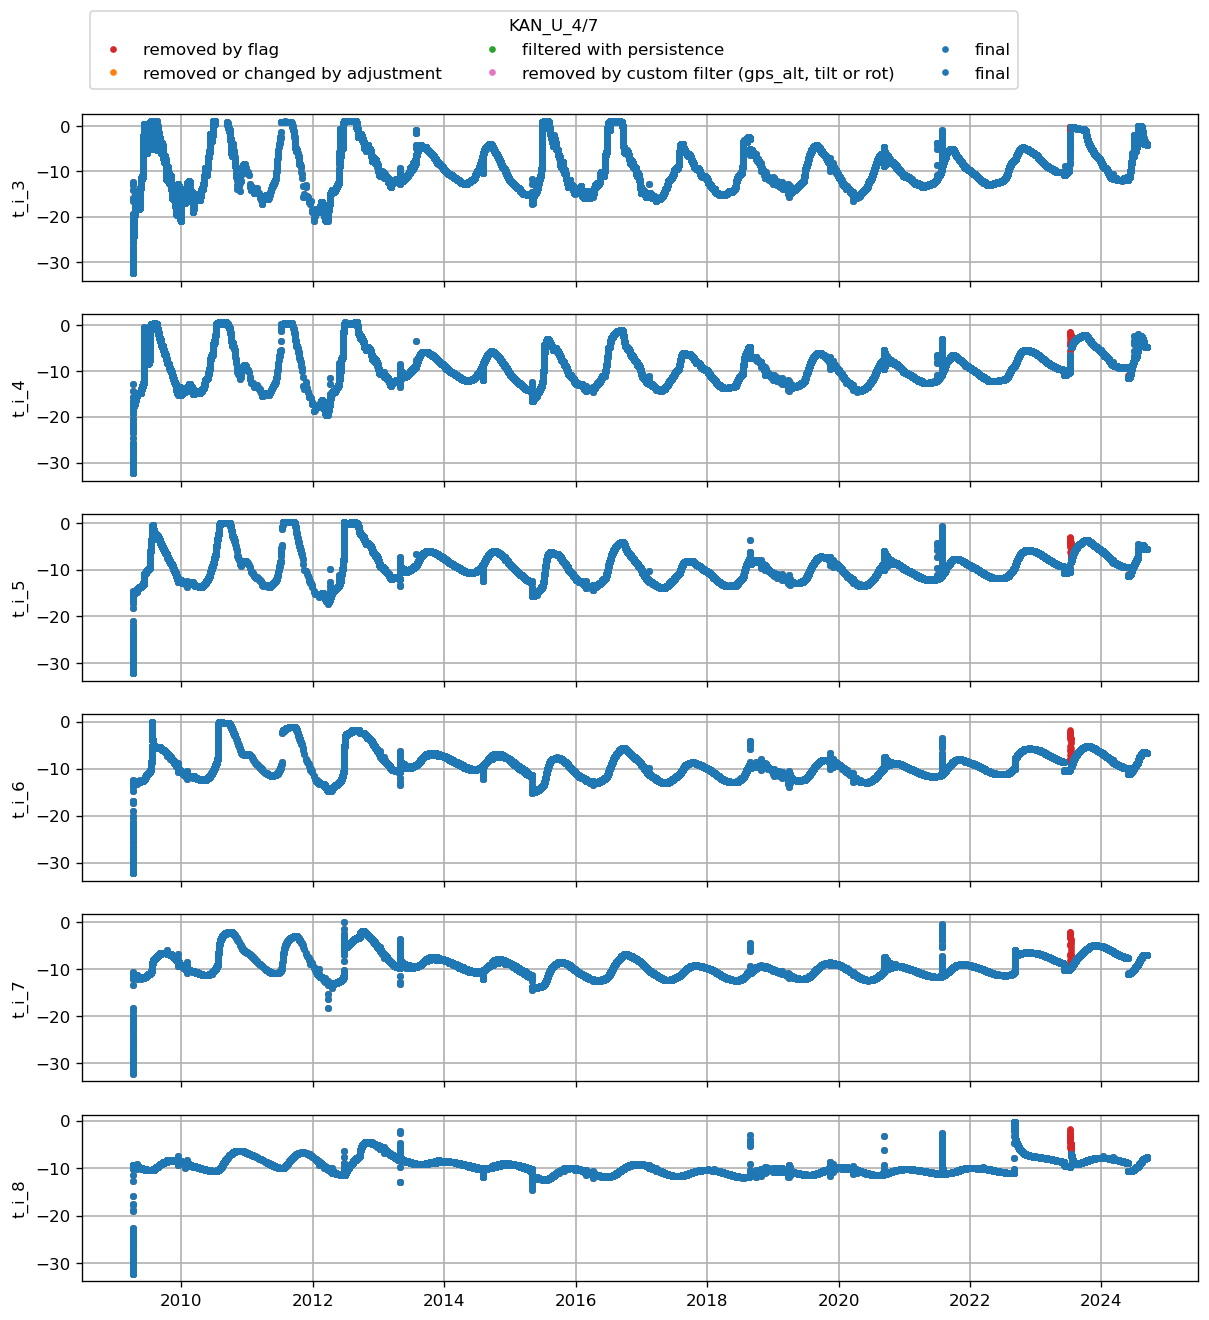 KAN_U_4/7
removed by flag filtered with persistence final
removed or changed by adjustment removed by custom filter (gps_alt, tilt or rot) final
0
−10
−20
−30
t_i_3
0
−10
−20
−30
t_i_4
0
−10
−20
−30
t_i_5
0
−10
−20
−30
t_i_6
0
−10
−20
−30
t_i_7
0
−10
−20
−30
t_i_8
2010 2012 2014 2016 2018 2020 2022 2024